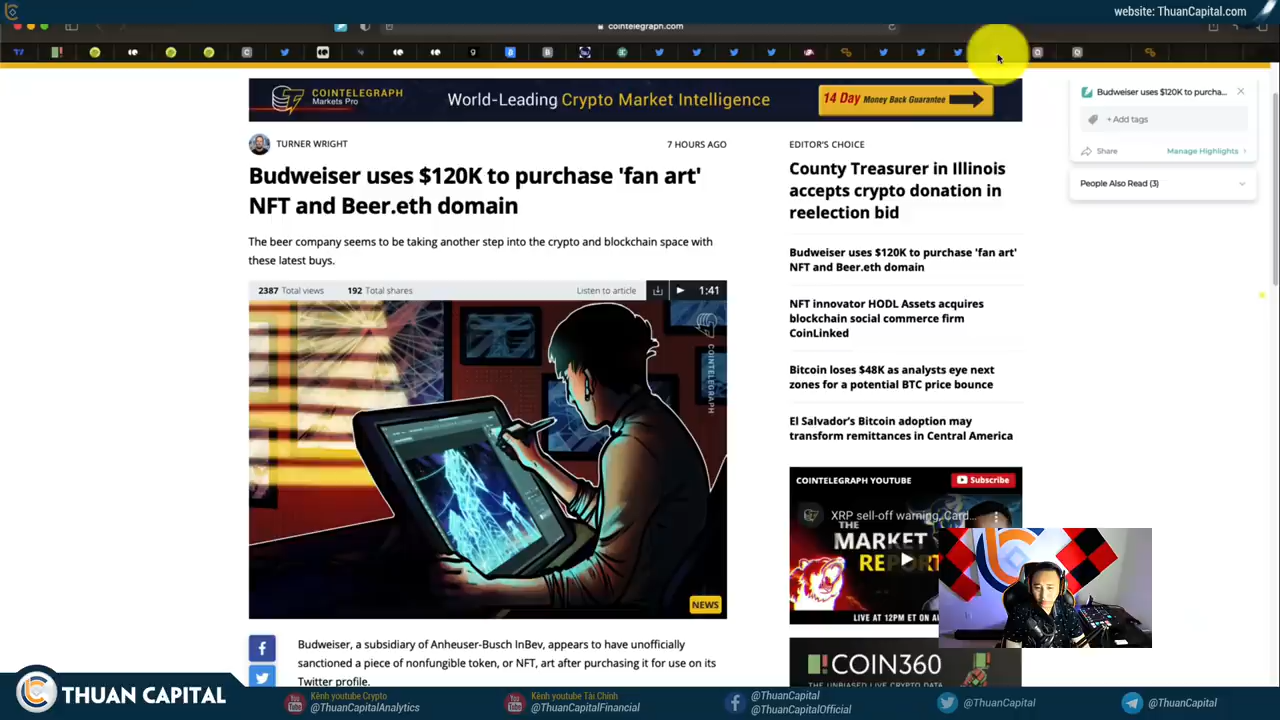 website: ThuanCapital.com
cointelegraph.com
COINTELEGRAPH
Markets Pro
World-Leading Crypto Market Intelligence
14 Day Money Back Guarantee
TURNER WRIGHT
7 HOURS AGO
Budweiser uses $120K to purchase 'fan art'
NFT and Beer.eth domain
The beer company seems to be taking another step into the crypto and blockchain space with
these latest buys.
2387 Total views
192 Total shares
Listen to article
1:41
COINTELEGRAPH
NEWS
Budweiser, a subsidiary of Anheuser-Busch InBev, appears to have unofficially
sanctioned a piece of nonfungible token, or NFT, art after purchasing it for use on its
Twitter profile.
EDITOR'S CHOICE
County Treasurer in Illinois
accepts crypto donation in
reelection bid
Budweiser uses $120K to purchase 'fan art'
NFT and Beer.eth domain
NFT innovator HODL Assets acquires
blockchain social commerce firm
CoinLinked
Bitcoin loses $48K as analysts eye next
zones for a potential BTC price bounce
El Salvador's Bitcoin adoption may
transform remittances in Central America
COINTELEGRAPH YOUTUBE
Subscribe
XRP sell-off warning, Card...
THE
MARKET
REPORT
LIVE AT 12PM ET ON
COIN360
THE UNBIASED LIVE CRYPTO DATA
Budweiser uses $120K to purcha...
+ Add tags
Share
Manage Highlights
People Also Read (3)
THUAN CAPITAL
Kênh youtube Crypto
@ThuanCapitalAnalytics
Kênh youtube Tài Chính
@ThuanCapitalFinancial
@ThuanCapital
@ThuanCapitalOfficial
@ThuanCapital
@ThuanCapital